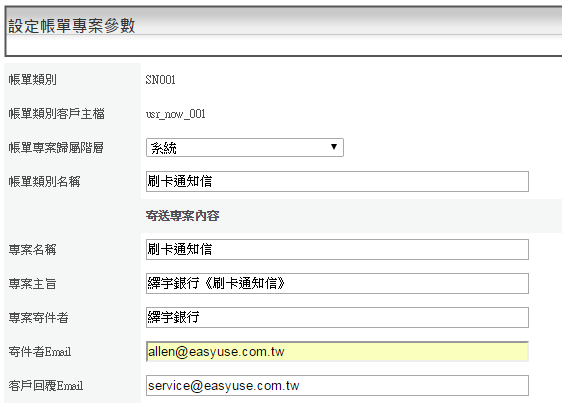 設定帳單專案參數
帳單類別 SN001
帳單類別客戶主檔 usr_now_001
帳單專案歸屬階層 系統
帳單類別名稱 刷卡通知信
寄送專案內容
專案名稱 刷卡通知信
專案主旨 繹宇銀行《刷卡通知信》
專案寄件者 繹宇銀行
寄件者Email allen@easyuse.com.tw
客戶回覆Email service@easyuse.com.tw